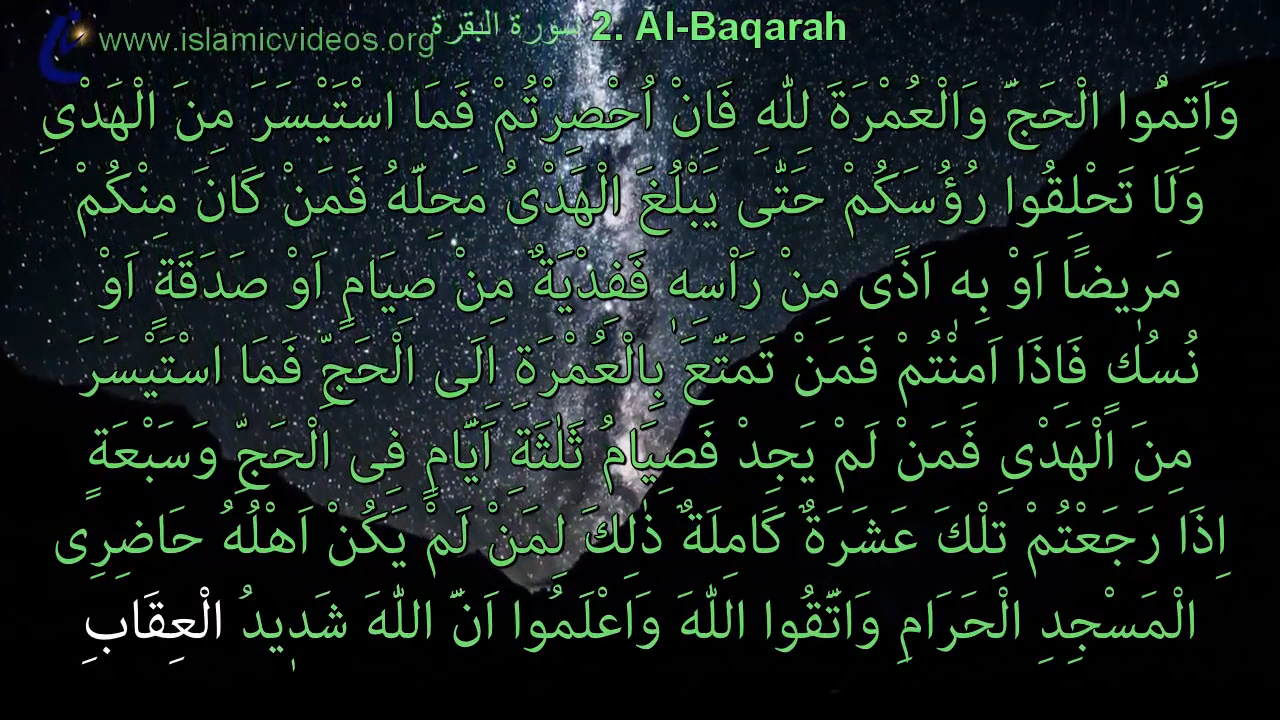 www.islamicvideos.org
سورة البقرة 2. Al-Baqarah
وَاَتِمُّوا الْحَجَّ وَالْعُمْرَةَ لِلّٰهِ فَاِنْ اُحْصِرْتُمْ فَمَا اسْتَيْسَرَ مِنَ الْهَدْىِ
وَلَا تَحْلِقُوا رُؤُسَكُمْ حَتّٰى يَبْلُغَ الْهَدْىُ مَحِلَّهُ فَمَنْ كَانَ مِنْكُمْ
مَرِيضًا اَوْ بِه اَذًى مِنْ رَاْسِه فَفِدْيَةٌ مِنْ صِيَامٍ اَوْ صَدَقَةٍ اَوْ
نُسُكٍ فَاِذَا اَمِنْتُمْ فَمَنْ تَمَتَّعَ بِالْعُمْرَةِ اِلَى الْحَجِّ فَمَا اسْتَيْسَرَ
مِنَ الْهَدْىِ فَمَنْ لَمْ يَجِدْ فَصِيَامُ ثَلٰثَةِ اَيَّامٍ فِى الْحَجِّ وَسَبْعَةٍ
اِذَا رَجَعْتُمْ تِلْكَ عَشَرَةٌ كَامِلَةٌ ذٰلِكَ لِمَنْ لَمْ يَكُنْ اَهْلُهُ حَاضِرِى
الْمَسْجِدِ الْحَرَامِ وَاتَّقُوا اللّٰهَ وَاعْلَمُوا اَنَّ اللّٰهَ شَدٖيدُ الْعِقَابِ